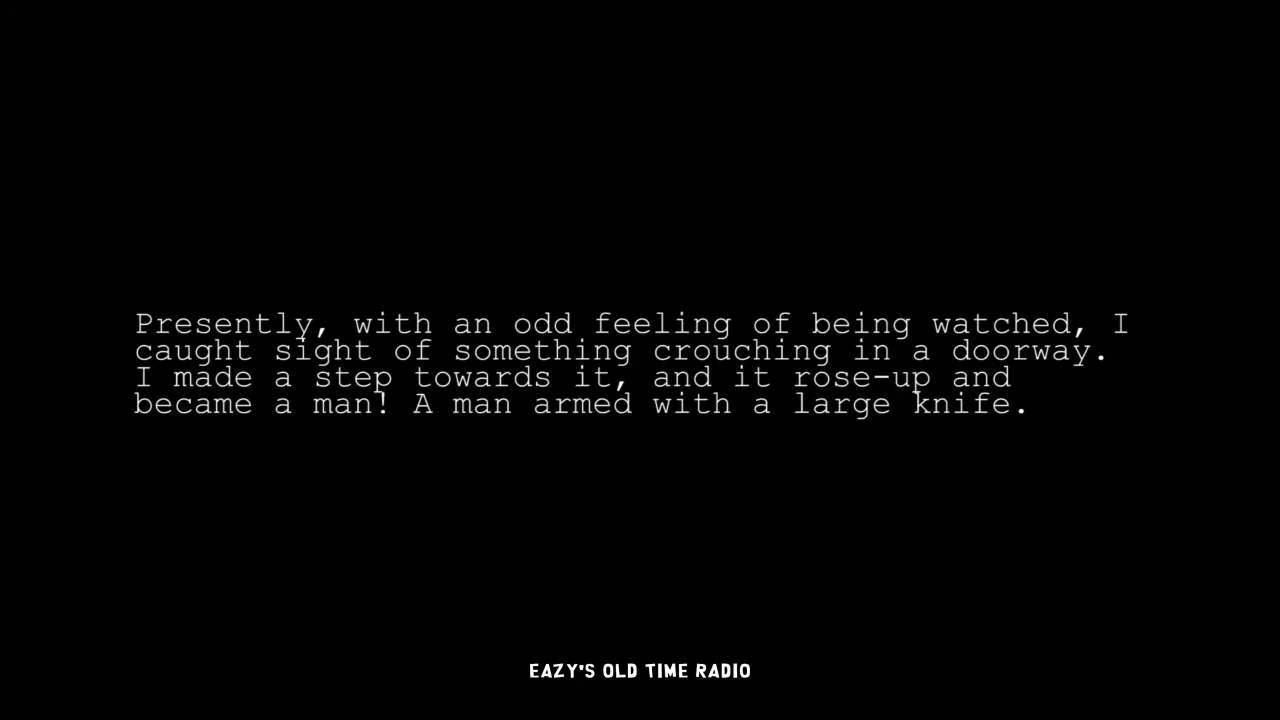 Presently, with an odd feeling of being watched, I
caught sight of something crouching in a doorway.
I made a step towards it, and it rose-up and
became a man! A man armed with a large knife.
EAZY'S OLD TIME RADIO